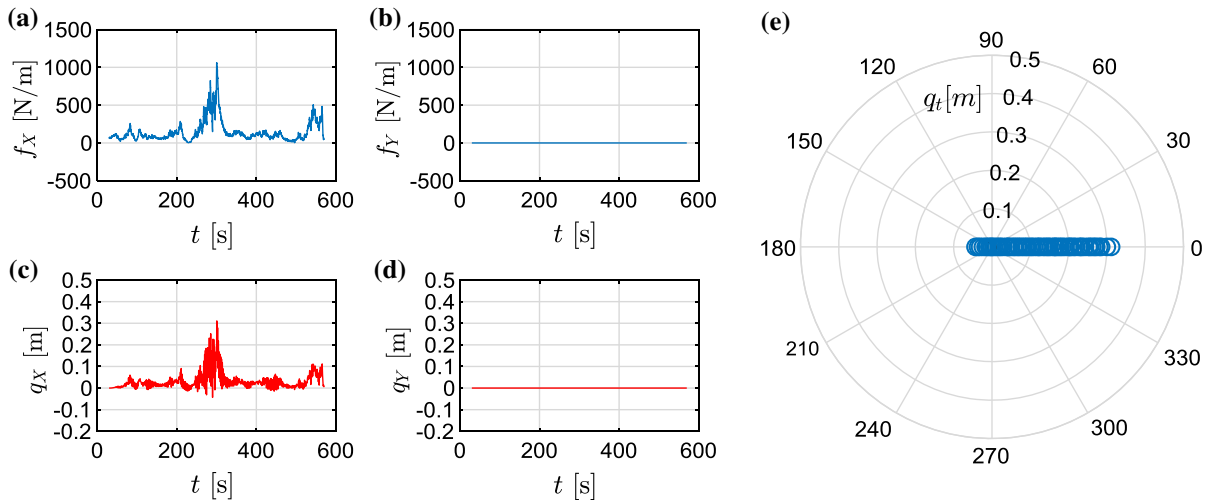 (a)
1500
1000
500
0
-500
f_X [N/m]
0 200 400 600
t [s]
(b)
1500
1000
500
0
-500
f_Y [N/m]
0 200 400 600
t [s]
(c)
0.5
0.4
0.3
0.2
0.1
0
-0.1
-0.2
q_X [m]
0 200 400 600
t [s]
(d)
0.5
0.4
0.3
0.2
0.1
0
-0.1
-0.2
q_Y [m]
0 200 400 600
t [s]
(e)
90
120 60
0.5
q_t[m] 0.4
150 0.3 30
0.2
0.1
180 0
210 330
240 300
270